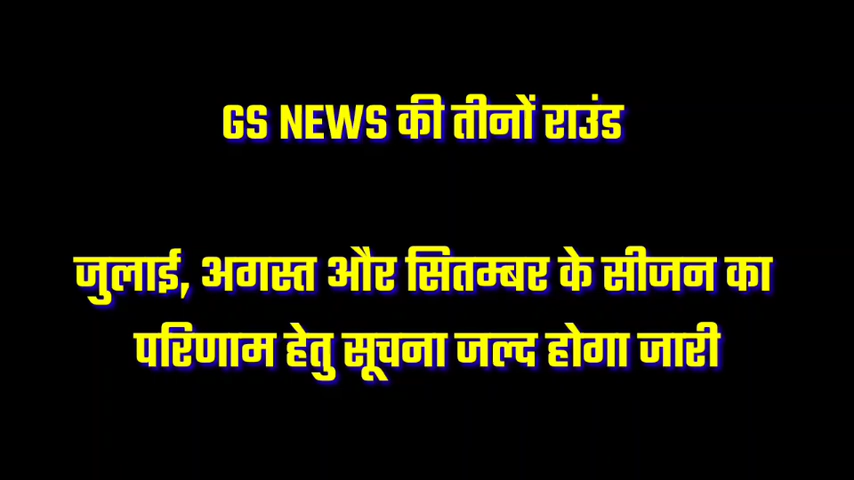 GS NEWS की तीनों राउंड
जुलाई, अगस्त और सितम्बर के सीजन का
परिणाम हेतु सूचना जल्द होगा जारी